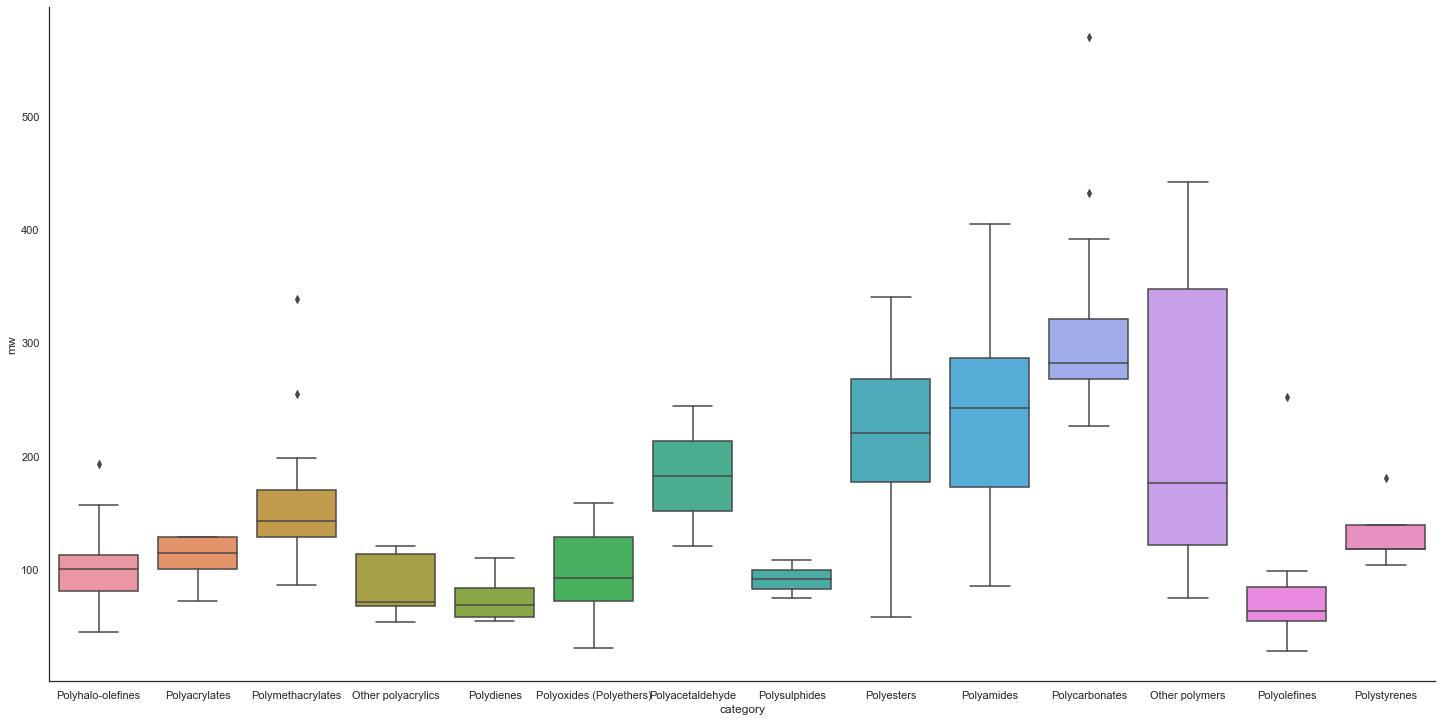 500
400
300
200
100
mw
Polyhalo-olefines Polyacrylates Polymethacrylates Other polyacrylics Polydienes Polyoxides (Polyethers) Polyacetaldehyde Polysulphides Polyesters Polyamides Polycarbonates Other polymers Polyolefines Polystyrenes
category